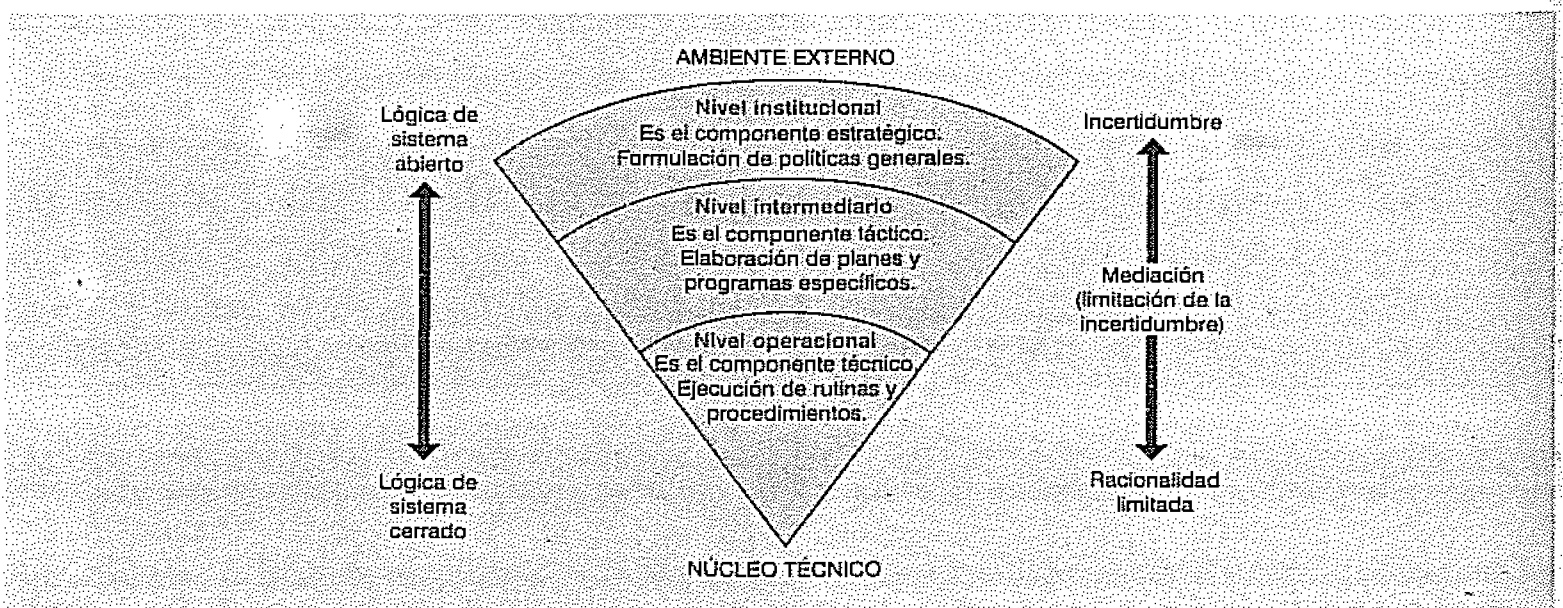 AMBIENTE EXTERNO
Lógica de
sistema
abierto
Nivel institucional
Es el componente estratégico.
Formulación de políticas generales.
Incertidumbre
Nivel intermediario
Es el componente táctico.
Elaboración de planes y
programas específicos.
Mediación
(limitación de la
incertidumbre)
Nivel operacional
Es el componente técnico.
Ejecución de rutinas y
procedimientos.
Lógica de
sistema
cerrado
Racionalidad
limitada
NÚCLEO TÉCNICO